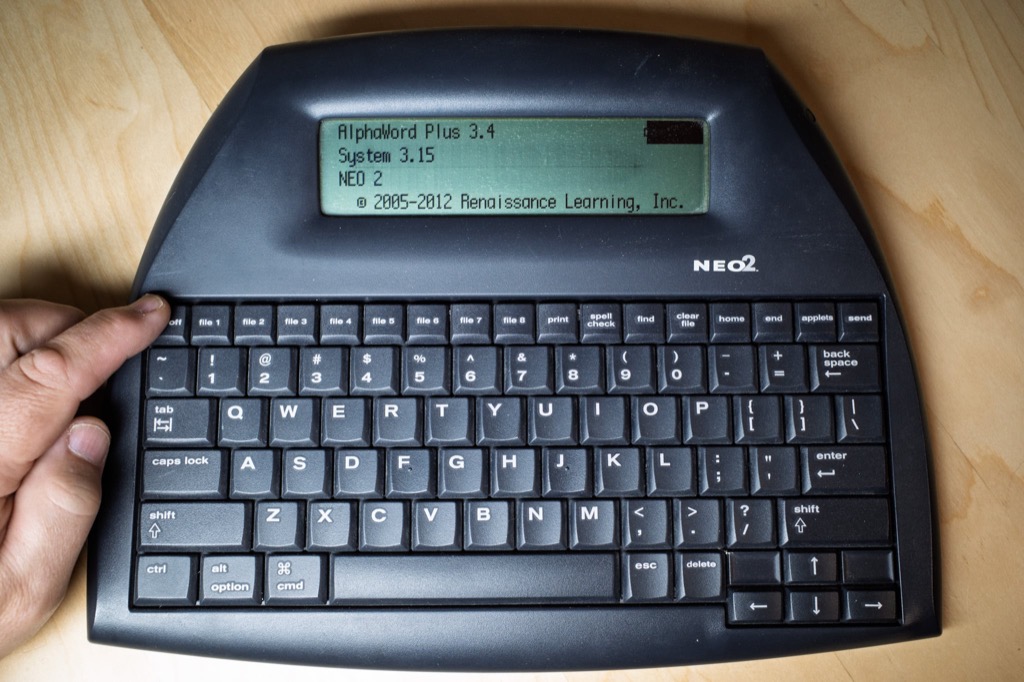 AlphaWord Plus 3.4
System 3.15
NEO 2
© 2005-2012 Renaissance Learning, Inc.
NEO2
off file 1 file 2 file 3 file 4 file 5 file 6 file 7 file 8 print spell check find clear file home end applets send
~ ! @ # $ % ^ & * ( ) - + back space
` 1 2 3 4 5 6 7 8 9 0 - = ←
tab Q W E R T Y U I O P { [ } ] | \
caps lock A S D F G H J K L : ; " ' enter
shift Z X C V B N M < , > . ? / shift
ctrl alt option ⌘ cmd esc delete ↑
← ↓ →